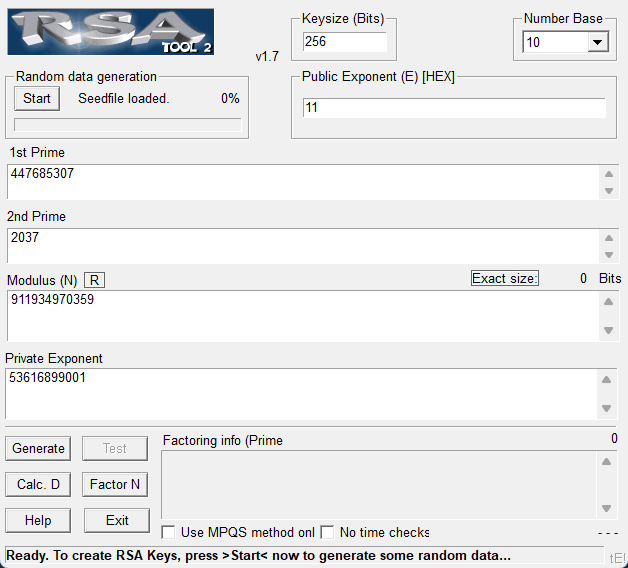 RSA
TOOL 2
v1.7
Keysize (Bits)
256
Number Base
10
Random data generation
Start
Seedfile loaded.
0%
Public Exponent (E) [HEX]
11
1st Prime
447685307
2nd Prime
2037
Modulus (N)
R
Exact size:
0
Bits
911934970359
Private Exponent
53616899001
Generate
Test
Calc. D
Factor N
Help
Exit
Factoring info (Prime
0
Use MPQS method onl
No time checks
---
Ready. To create RSA Keys, press >Start< now to generate some random data...
tE!